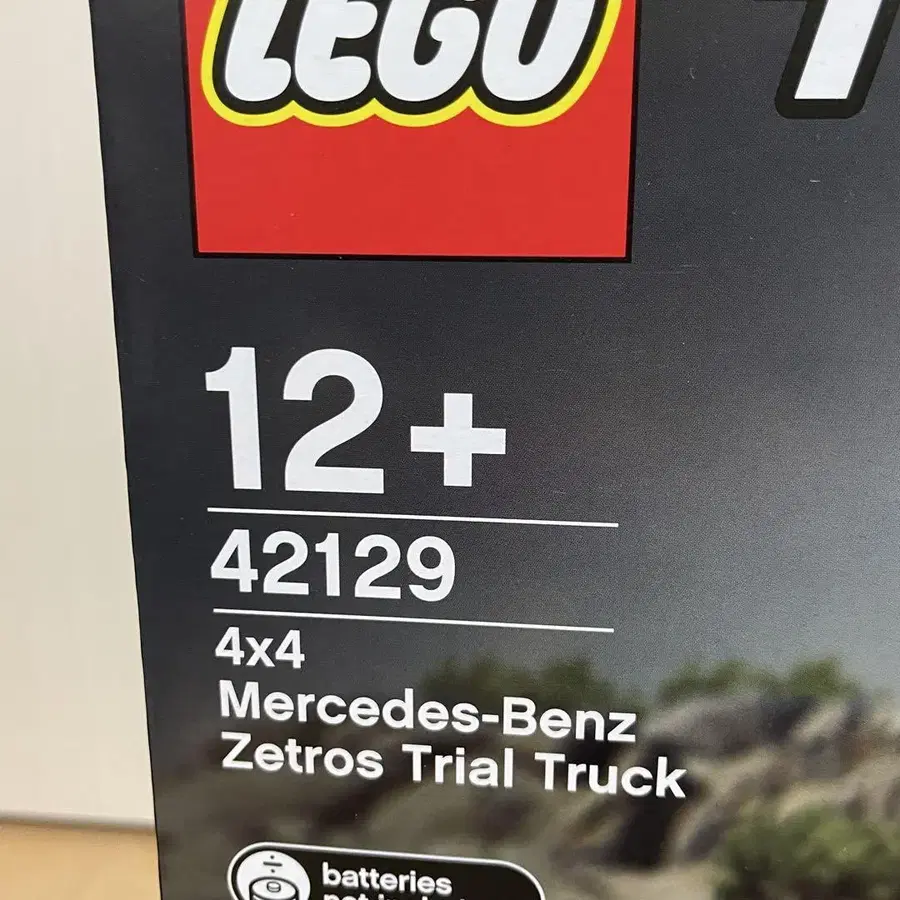 LEGO
12+
42129
4x4
Mercedes-Benz
Zetros Trial Truck
batteries